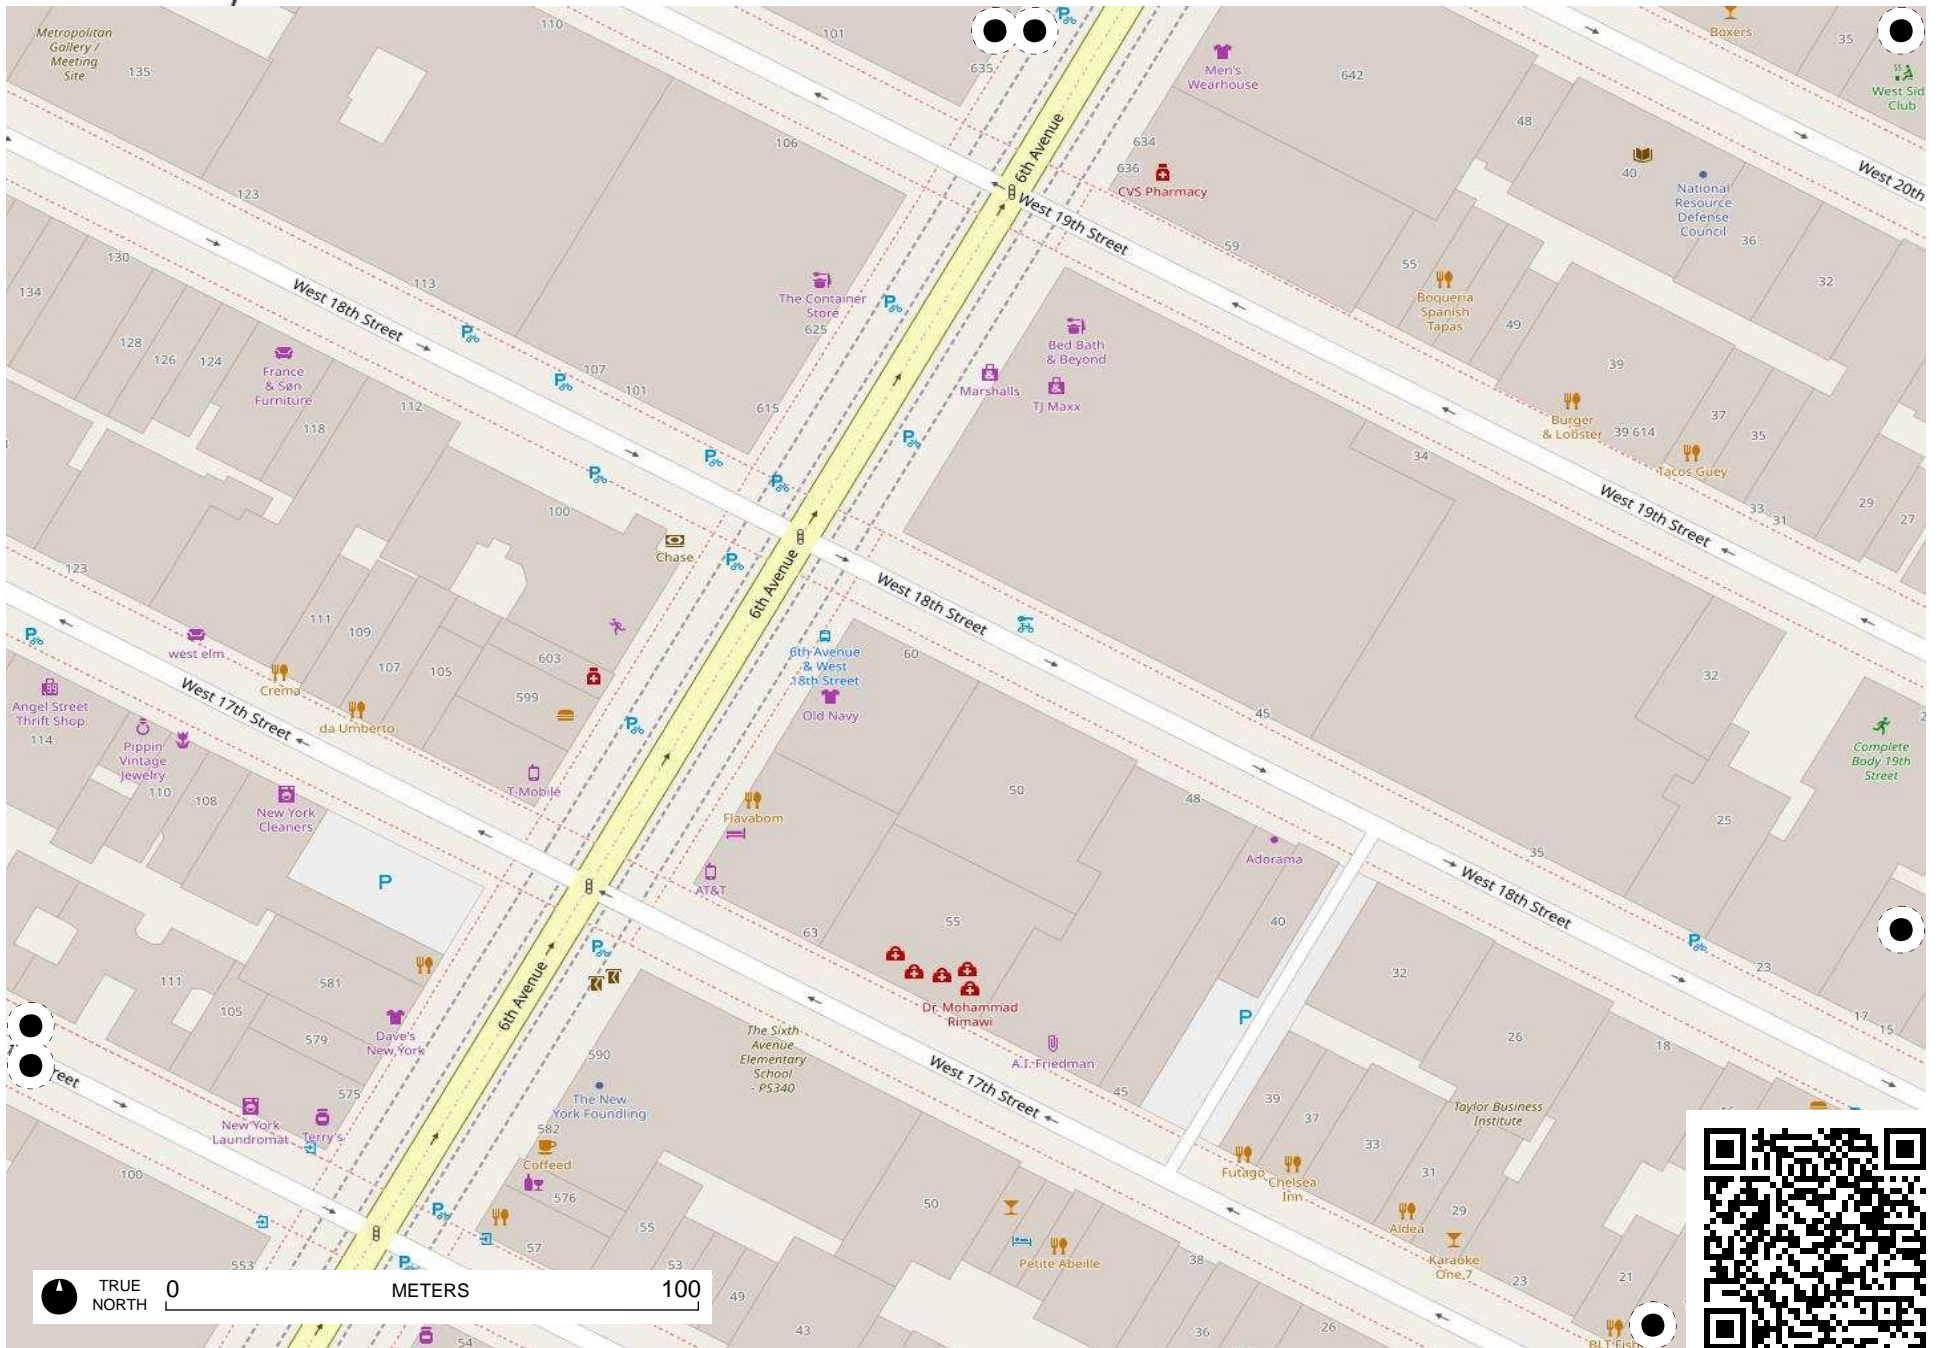 Metropolitan
Gallery /
Meeting
Site
135
110
101
635
Men's
Wearhouse
642
Boxers
35
West Sid
Club
48
106
634
636
CVS Pharmacy
6th Avenue
West 19th Street
40
National
Resource
Defense
Council
36
32
West 20th
123
130
113
134
West 18th Street
128
126
124
France
& Søn
Furniture
112
118
107
101
615
The Container
Store
625
Bed Bath
& Beyond
Marshalls
TJ Maxx
59
55
Boqueria
Spanish
Tapas
49
39
Burger
& Lobster
39 614
37
35
Tacos Guey
34
West 19th Street
33
31
29
27
100
Chase
123
111
109
107
105
603
599
west elm
Crema
da Umberto
6th Avenue
West 18th Street
6th Avenue
& West
18th Street
Old Navy
60
45
32
Complete
Body 19th
Street
Angel Street
Thrift Shop
114
West 17th Street
Pippin
Vintage
Jewelry
110
108
New York
Cleaners
T-Mobile
Flavabom
AT&T
50
48
Adorama
25
35
West 18th Street
P
63
55
40
32
23
111
105
581
579
575
Dave's
New York
6th Avenue
590
The New
York Foundling
582
Coffeed
576
The Sixth
Avenue
Elementary
School
- PS340
Dr. Mohammad
Rimawi
A.I. Friedman
West 17th Street
45
P
39
37
33
31
29
26
18
17
15
Taylor Business
Institute
Futago
Chelsea
Inn
Aldea
Karaoke
One 7
23
21
reet
New York
Laundromat
Terry's
100
553
57
55
53
50
Petite Abeille
38
49
43
54
36
26
BLT Fish
TRUE
NORTH
0
METERS
100